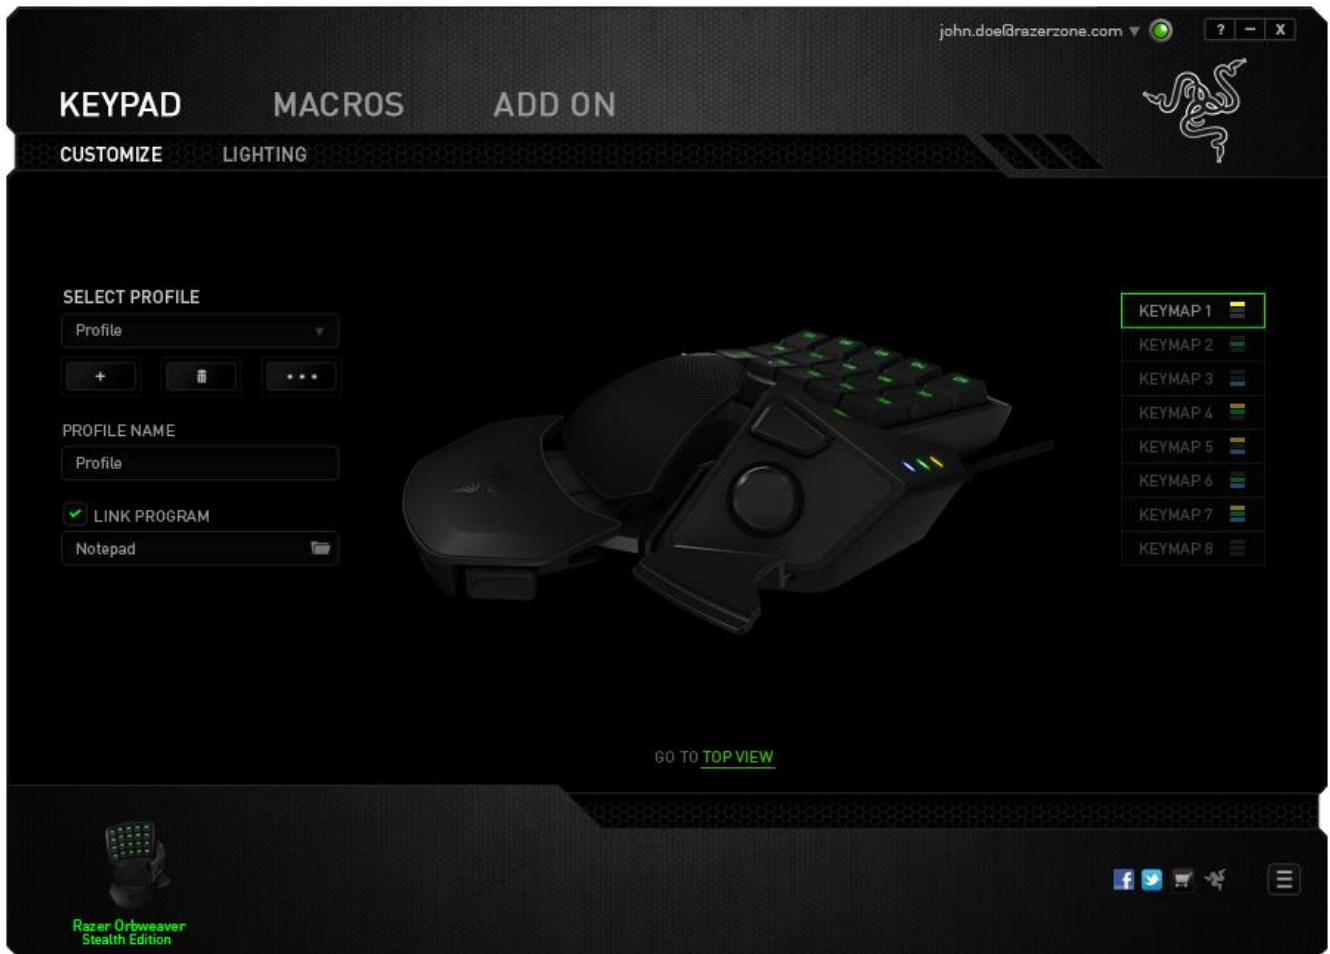 john.doe@razerzone.com
? – X
KEYPAD MACROS ADD ON
CUSTOMIZE LIGHTING
SELECT PROFILE
Profile
+ •••
PROFILE NAME
Profile
LINK PROGRAM
Notepad
KEYMAP 1
KEYMAP 2
KEYMAP 3
KEYMAP 4
KEYMAP 5
KEYMAP 6
KEYMAP 7
KEYMAP 8
GO TO TOP VIEW
Razer Orbweaver
Stealth Edition
f